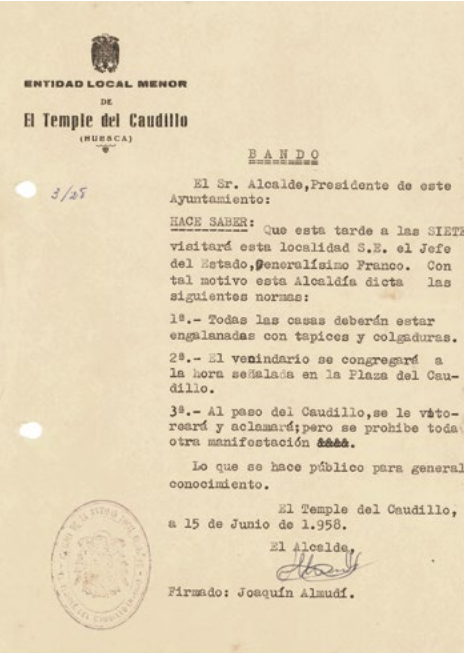 ENTIDAD LOCAL MENOR
DE
El Temple del Caudillo
(HUESCA)
3/28
B A N D O
El Sr. Alcalde,Presidente de este
Ayuntamiento:
HACE SABER: Que esta tarde a las SIETE
visitará esta localidad S.E. el Jefe
del Estado,Generalísimo Franco. Con
tal motivo esta Alcaldía dicta las
siguientes normas:
1ª.- Todas las casas deberán estar
engalanadas con tapices y colgaduras.
2ª.- El venindario se congregará a
la hora señalada en la Plaza del Cau-
dillo.
3ª.- Al paso del Caudillo,se le vito-
reará y aclamará;pero se prohibe toda
otra manifestación
Lo que se hace público para general
conocimiento.
El Temple del Caudillo,
a 15 de Junio de 1.958.
El Alcalde,
Firmado: Joaquín Almudí.